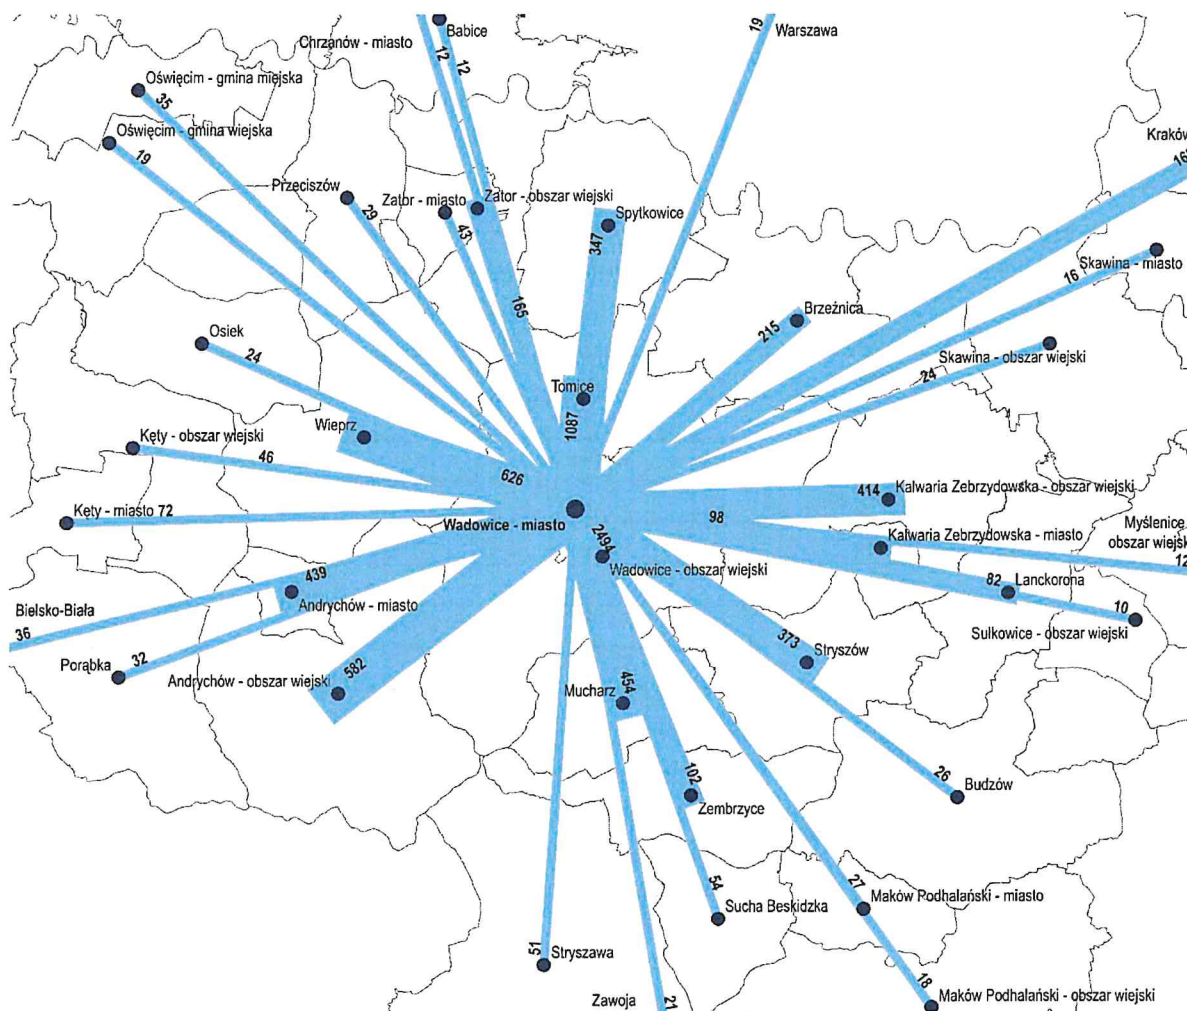 Chrzanów - miasto
12
12
Babice
19
Warszawa
Oświęcim - gmina miejska
35
Oświęcim - gmina wiejska
19
Kraków
Przeciszów
29
Zator - miasto
43
Zator - obszar wiejski
Spytkowice
347
Skawina - miasto
16
165
Brzeźnica
215
Osiek
24
Skawina - obszar wiejski
24
Tomice
1087
Wieprz
626
Kęty - obszar wiejski
46
Kalwaria Zebrzydowska - obszar wiejski
414
98
Kęty - miasto 72
Wadowice - miasto
2494
Wadowice - obszar wiejski
Kalwaria Zebrzydowska - miasto
Myślenice
obszar wiejski
12
439
Andrychów - miasto
82
Lanckorona
10
Sułkowice - obszar wiejski
Bielsko-Biała
36
Porąbka
32
Andrychów - obszar wiejski
582
373
Stryszów
Mucharz
454
102
Zembrzyce
26
Budzów
54
Sucha Beskidzka
27
Maków Podhalański - miasto
51
Stryszawa
Zawoja
21
18
Maków Podhalański - obszar wiejski